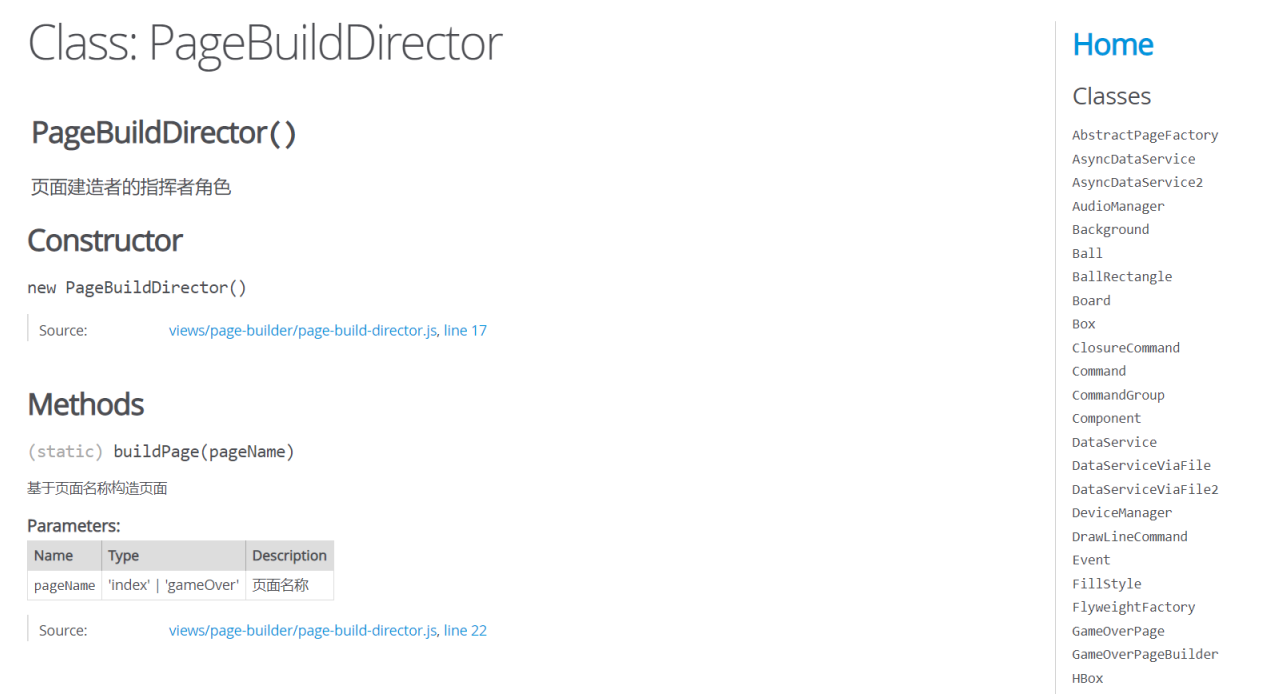 Class: PageBuildDirector
PageBuildDirector()
页面建造者的指挥者角色
Constructor
new PageBuildDirector()
Source: views/page-builder/page-build-director.js, line 17
Methods
(static) buildPage(pageName)
基于页面名称构造页面
Parameters:
Name Type Description
pageName 'index' | 'gameOver' 页面名称
Source: views/page-builder/page-build-director.js, line 22
Home
Classes
AbstractPageFactory
AsyncDataService
AsyncDataService2
AudioManager
Background
Ball
BallRectangle
Board
Box
ClosureCommand
Command
CommandGroup
Component
DataService
DataServiceViaFile
DataServiceViaFile2
DeviceManager
DrawLineCommand
Event
FillStyle
FlyweightFactory
GameOverPage
GameOverPageBuilder
HBox